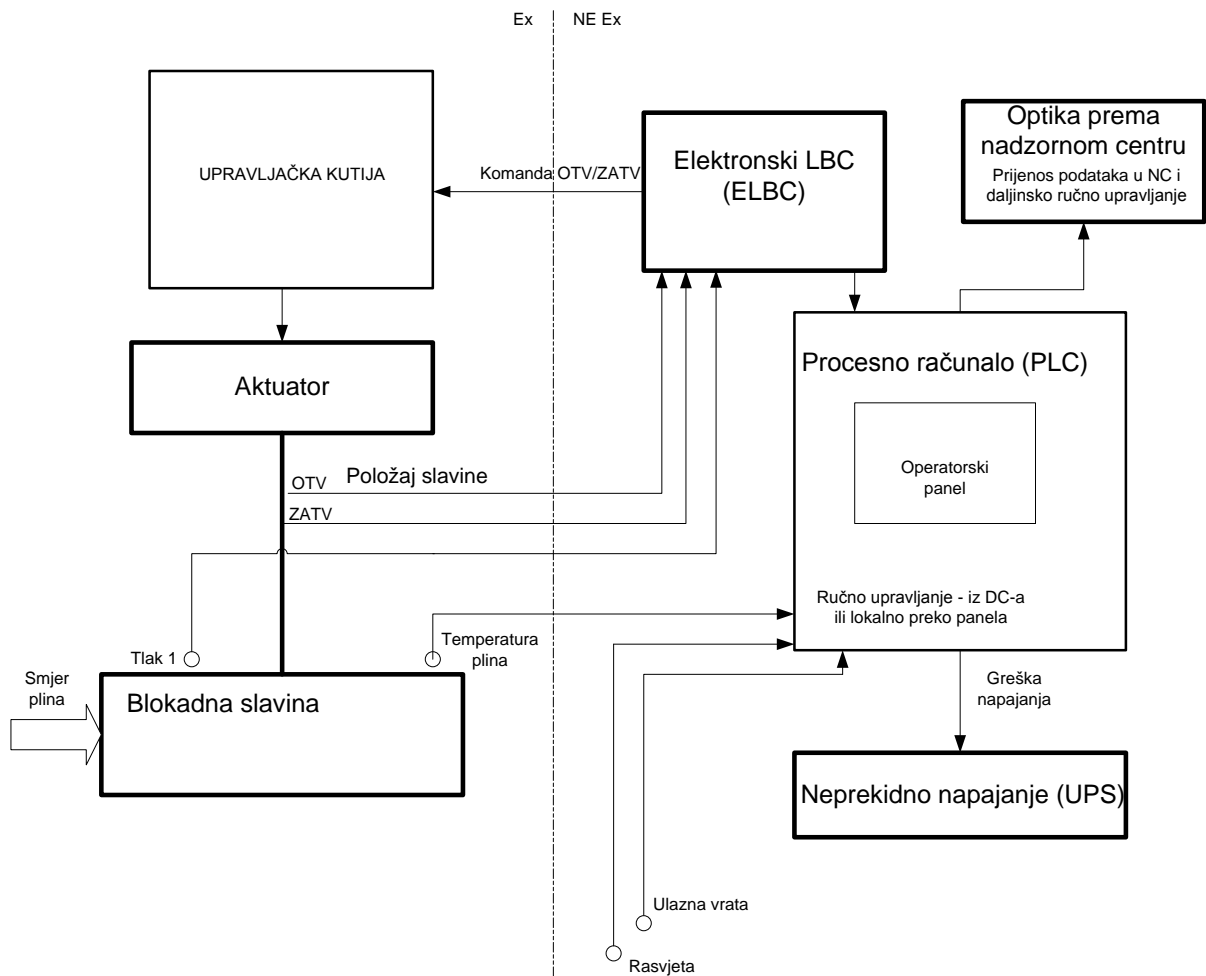 Ex
NE Ex
UPRAVLJAČKA KUTIJA
Komanda OTV/ZATV
Elektronski LBC
(ELBC)
Optika prema
nadzornom centru
Prijenos podataka u NC i
daljinsko ručno upravljanje
Aktuator
Procesno računalo (PLC)
Operatorski
panel
OTV
Položaj slavine
ZATV
Ručno upravljanje - iz DC-a
ili lokalno preko panela
Tlak 1
Temperatura
plina
Smjer
plina
Blokadna slavina
Greška
napajanja
Neprekidno napajanje (UPS)
Ulazna vrata
Rasvjeta